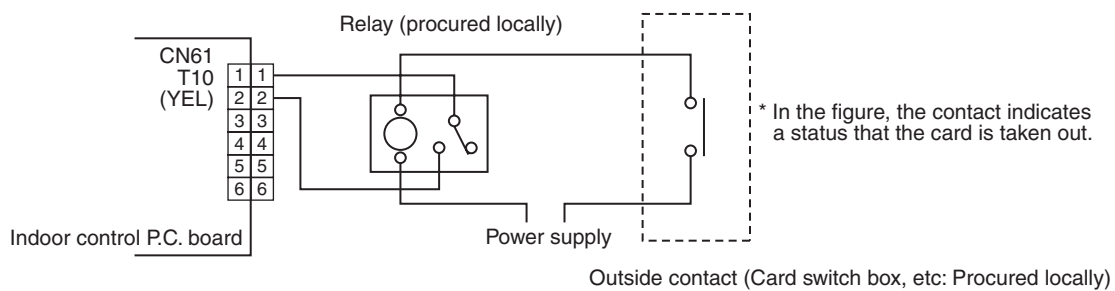 Relay (procured locally)
CN61
T10
(YEL)
1 1
2 2
3 3
4 4
5 5
6 6
* In the figure, the contact indicates
a status that the card is taken out.
Indoor control P.C. board
Power supply
Outside contact (Card switch box, etc: Procured locally)